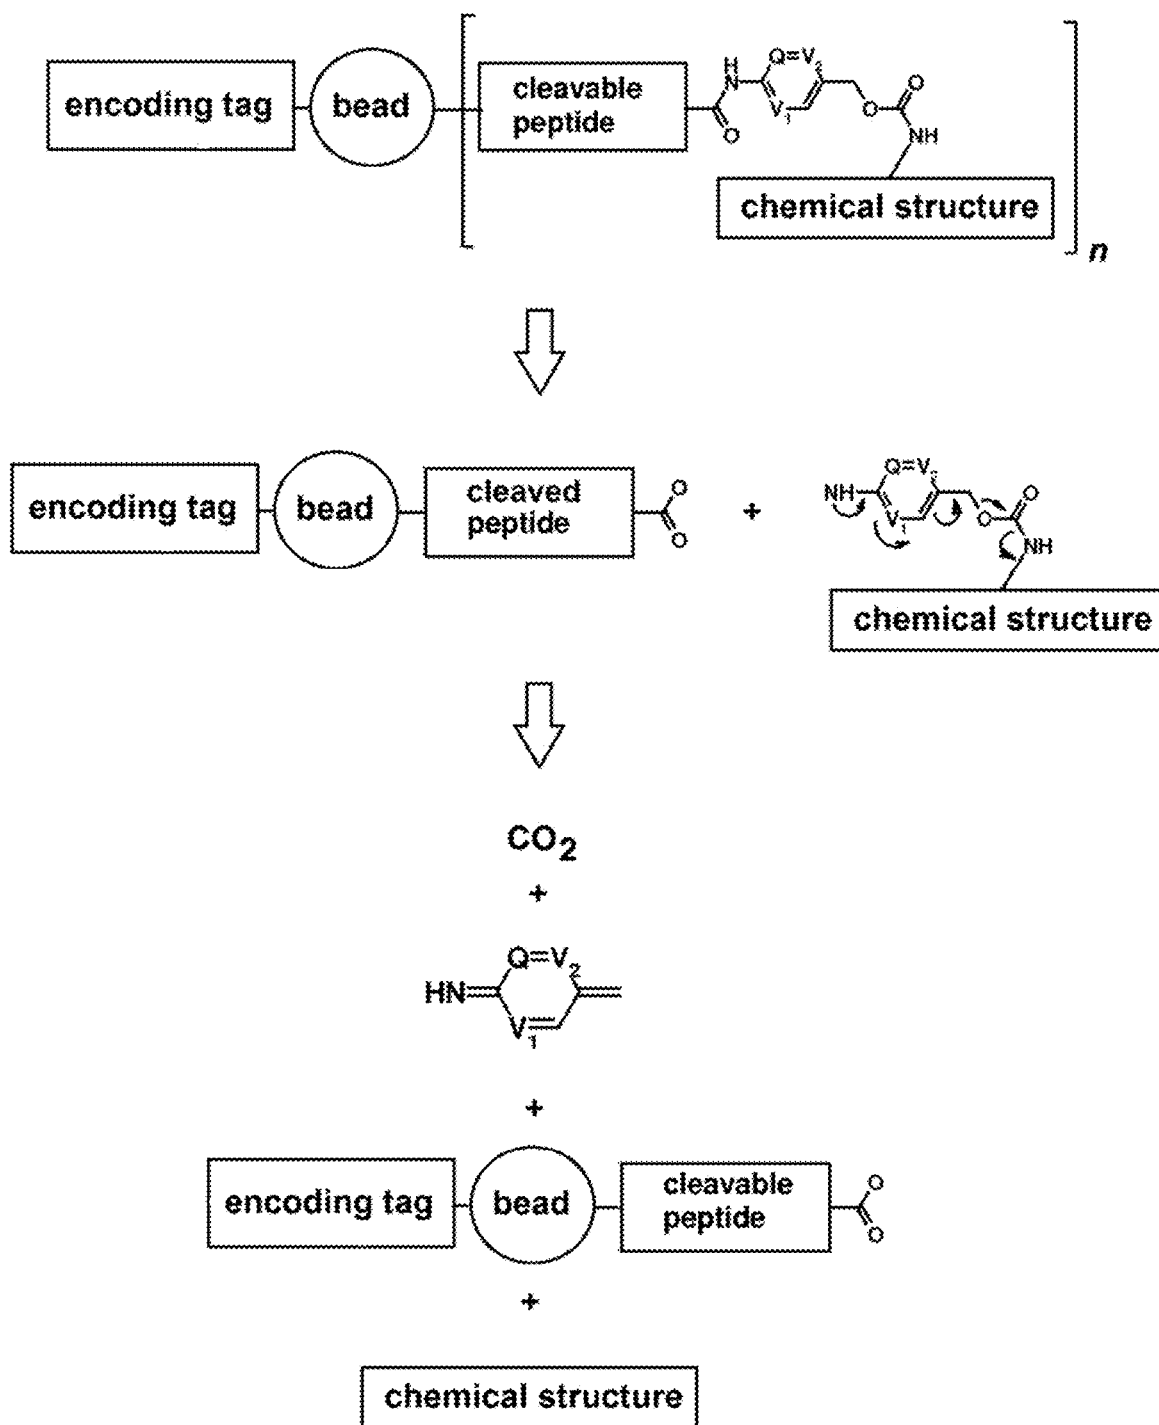 encoding tag
bead
cleavable
peptide
H
N
O
Q=V2
V1
O
O
NH
chemical structure
n
encoding tag
bead
cleaved
peptide
O
O
+
NH
Q=V2
V1
O
O
NH
chemical structure
CO2
+
HN
Q=V2
V1
+
encoding tag
bead
cleavable
peptide
O
O
+
chemical structure